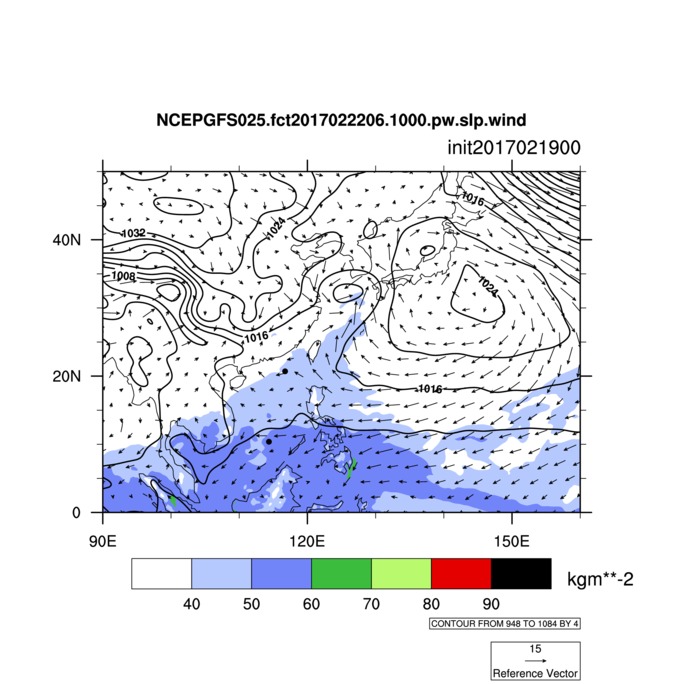 NCEPGFS025.fct2017022206.1000.pw.slp.wind
init2017021900
1016
1024
1032
40N
1008
1024
1016
20N
1016
0
90E 120E 150E
kgm**-2
40 50 60 70 80 90
CONTOUR FROM 948 TO 1084 BY 4
15
Reference Vector